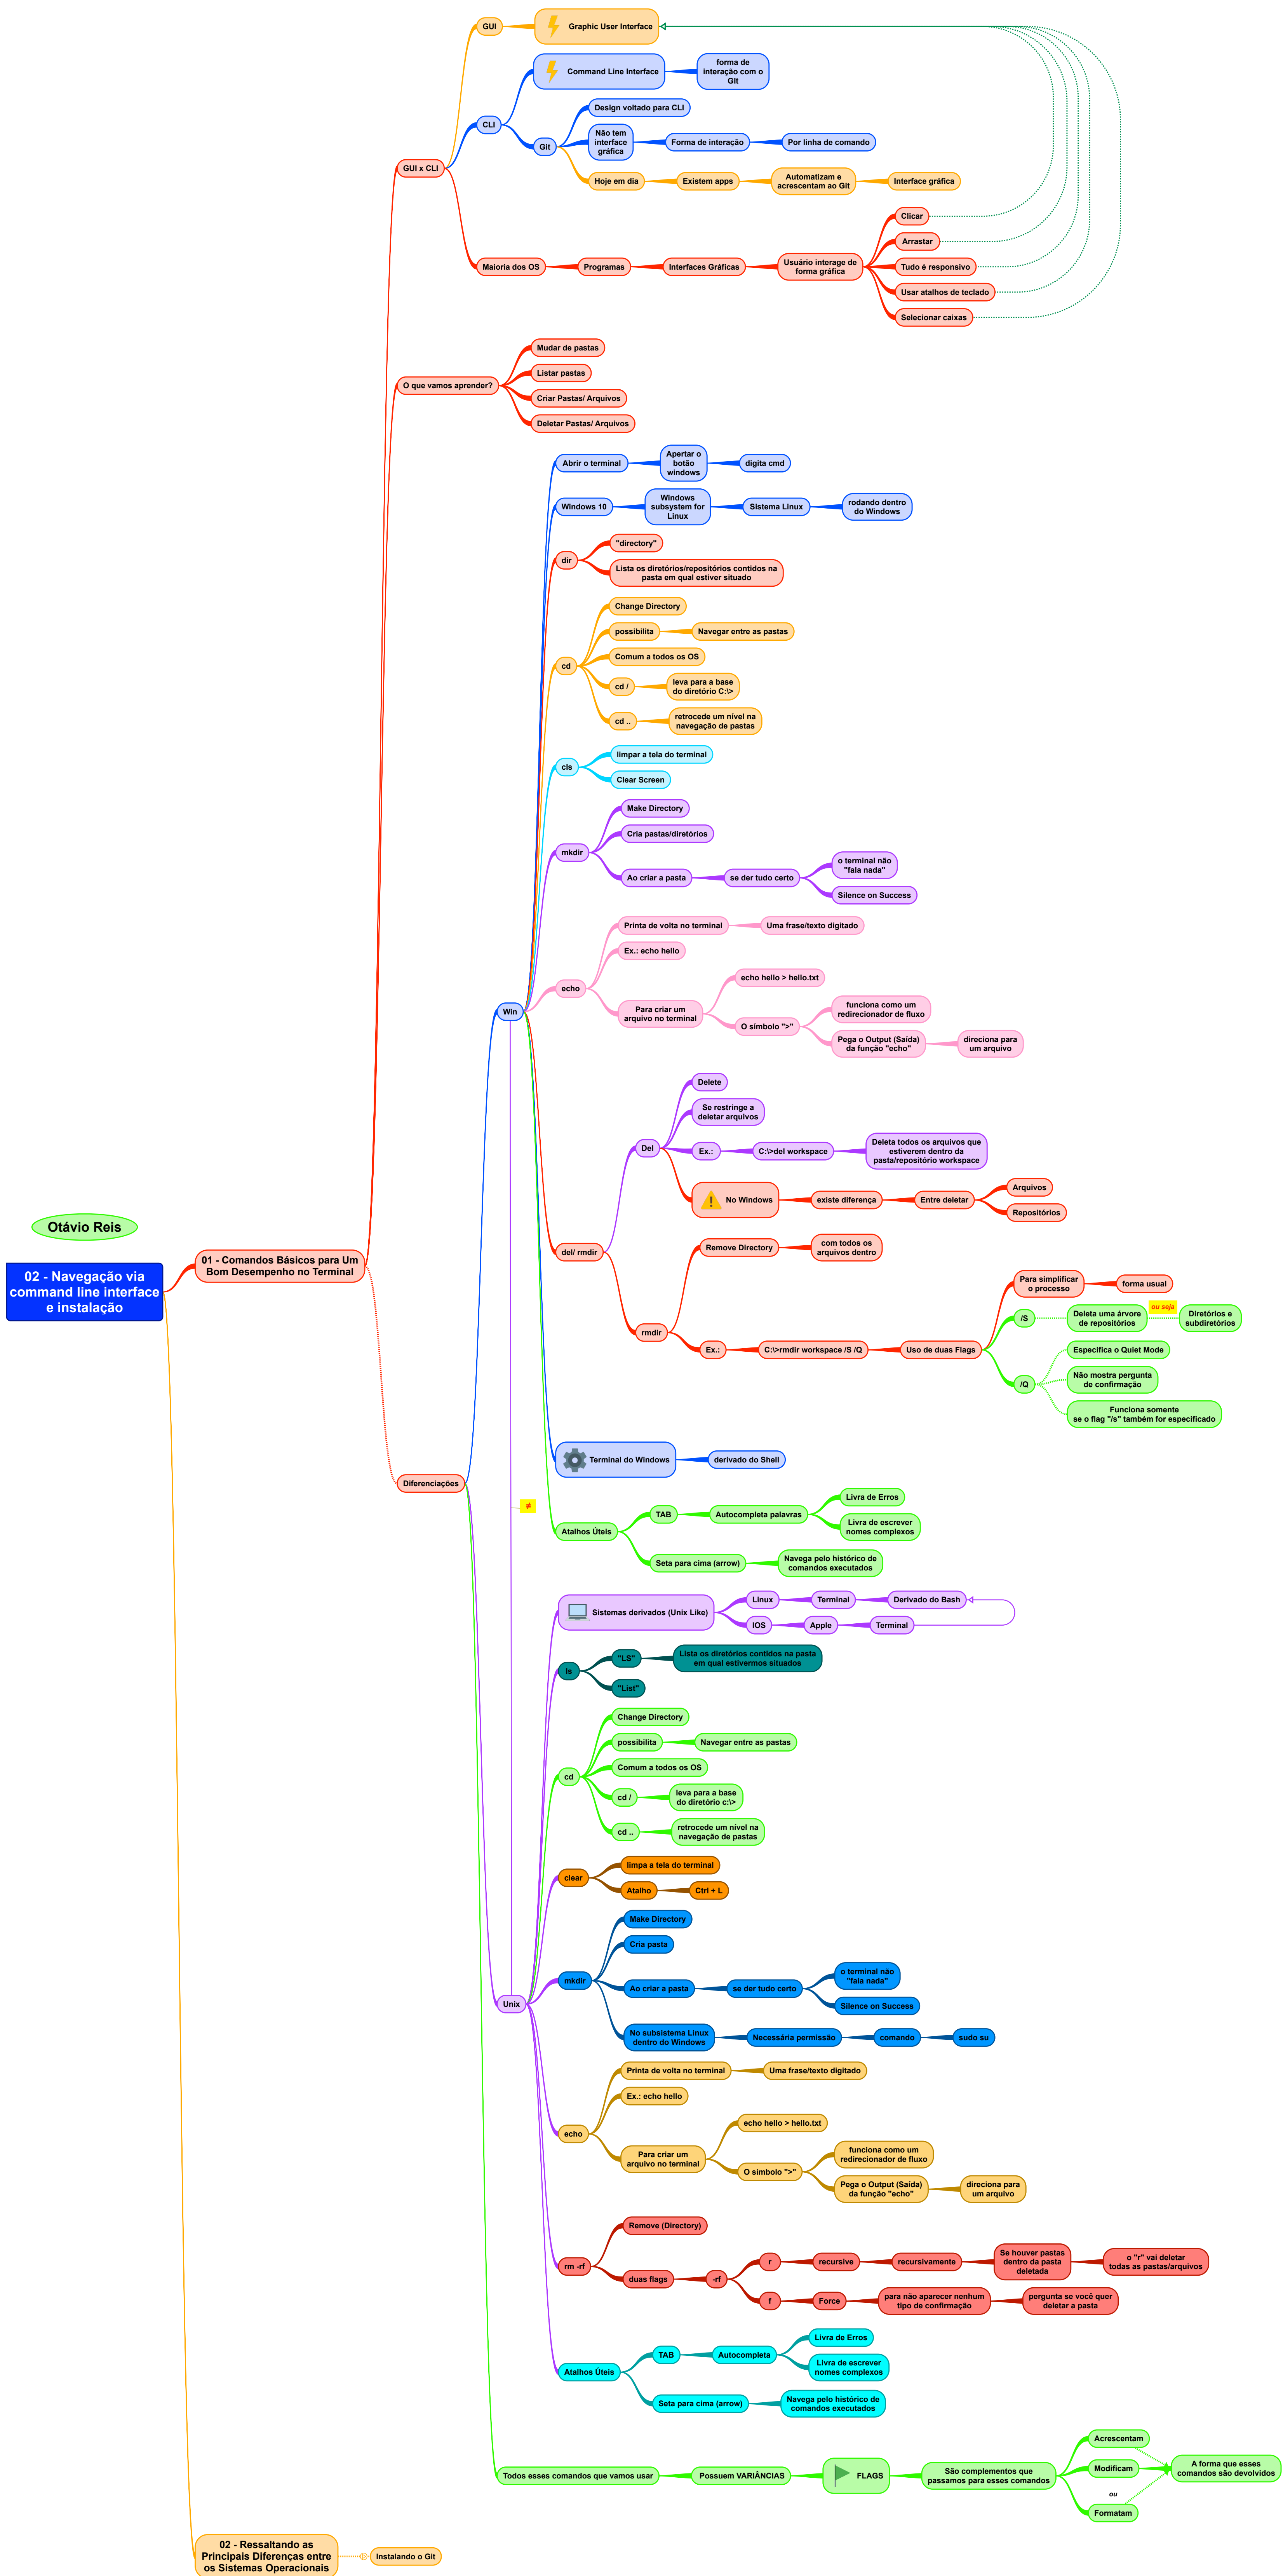 GUI
Graphic User Interface
Command Line Interface
forma de
interação com o
GIt
CLI
Design voltado para CLI
Git
Não tem
interface
gráfica
Forma de interação
Por linha de comando
GUI x CLI
Hoje em dia
Existem apps
Automatizam e
acrescentam ao Git
Interface gráfica
Maioria dos OS
Programas
Interfaces Gráficas
Usuário interage de
forma gráfica
Clicar
Arrastar
Tudo é responsivo
Usar atalhos de teclado
Selecionar caixas
O que vamos aprender?
Mudar de pastas
Listar pastas
Criar Pastas/ Arquivos
Deletar Pastas/ Arquivos
Abrir o terminal
Apertar o
botão
windows
digita cmd
Windows 10
Windows
subsystem for
Linux
Sistema Linux
rodando dentro
do Windows
dir
"directory"
Lista os diretórios/repositórios contidos na
pasta em qual estiver situado
cd
Change Directory
possibilita
Navegar entre as pastas
Comum a todos os OS
cd /
leva para a base
do diretório C:\>
cd ..
retrocede um nível na
navegação de pastas
cls
limpar a tela do terminal
Clear Screen
mkdir
Make Directory
Cria pastas/diretórios
Ao criar a pasta
se der tudo certo
o terminal não
"fala nada"
Silence on Success
echo
Printa de volta no terminal
Uma frase/texto digitado
Ex.: echo hello
Para criar um
arquivo no terminal
echo hello > hello.txt
O símbolo ">"
funciona como um
redirecionador de fluxo
Pega o Output (Saída)
da função "echo"
direciona para
um arquivo
Win
del/ rmdir
Del
Delete
Se restringe a
deletar arquivos
Ex.:
C:\>del workspace
Deleta todos os arquivos que
estiverem dentro da
pasta/repositório workspace
No Windows
existe diferença
Entre deletar
Arquivos
Repositórios
rmdir
Remove Directory
com todos os
arquivos dentro
Ex.:
C:\>rmdir workspace /S /Q
Uso de duas Flags
Para simplificar
o processo
forma usual
/S
Deleta uma árvore
de repositórios
ou seja
Diretórios e
subdiretórios
/Q
Especifica o Quiet Mode
Não mostra pergunta
de confirmação
Funciona somente
se o flag "/s" também for especificado
Otávio Reis
02 - Navegação via
command line interface
e instalação
01 - Comandos Básicos para Um
Bom Desempenho no Terminal
Terminal do Windows
derivado do Shell
Diferenciações
≠
Atalhos Úteis
TAB
Autocompleta palavras
Livra de Erros
Livra de escrever
nomes complexos
Seta para cima (arrow)
Navega pelo histórico de
comandos executados
Sistemas derivados (Unix Like)
Linux
Terminal
Derivado do Bash
IOS
Apple
Terminal
ls
"LS"
Lista os diretórios contidos na pasta
em qual estivermos situados
"List"
cd
Change Directory
possibilita
Navegar entre as pastas
Comum a todos os OS
cd /
leva para a base
do diretório c:\>
cd ..
retrocede um nível na
navegação de pastas
clear
limpa a tela do terminal
Atalho
Ctrl + L
Unix
mkdir
Make Directory
Cria pasta
Ao criar a pasta
se der tudo certo
o terminal não
"fala nada"
Silence on Success
No subsistema Linux
dentro do Windows
Necessária permissão
comando
sudo su
echo
Printa de volta no terminal
Uma frase/texto digitado
Ex.: echo hello
Para criar um
arquivo no terminal
echo hello > hello.txt
O símbolo ">"
funciona como um
redirecionador de fluxo
Pega o Output (Saída)
da função "echo"
direciona para
um arquivo
rm -rf
Remove (Directory)
duas flags
-rf
r
recursive
recursivamente
Se houver pastas
dentro da pasta
deletada
o "r" vai deletar
todas as pastas/arquivos
f
Force
para não aparecer nenhum
tipo de confirmação
pergunta se você quer
deletar a pasta
Atalhos Úteis
TAB
Autocompleta
Livra de Erros
Livra de escrever
nomes complexos
Seta para cima (arrow)
Navega pelo histórico de
comandos executados
Todos esses comandos que vamos usar
Possuem VARIÂNCIAS
FLAGS
São complementos que
passamos para esses comandos
Acrescentam
Modificam
ou
Formatam
A forma que esses
comandos são devolvidos
02 - Ressaltando as
Principais Diferenças entre
os Sistemas Operacionais
Instalando o Git